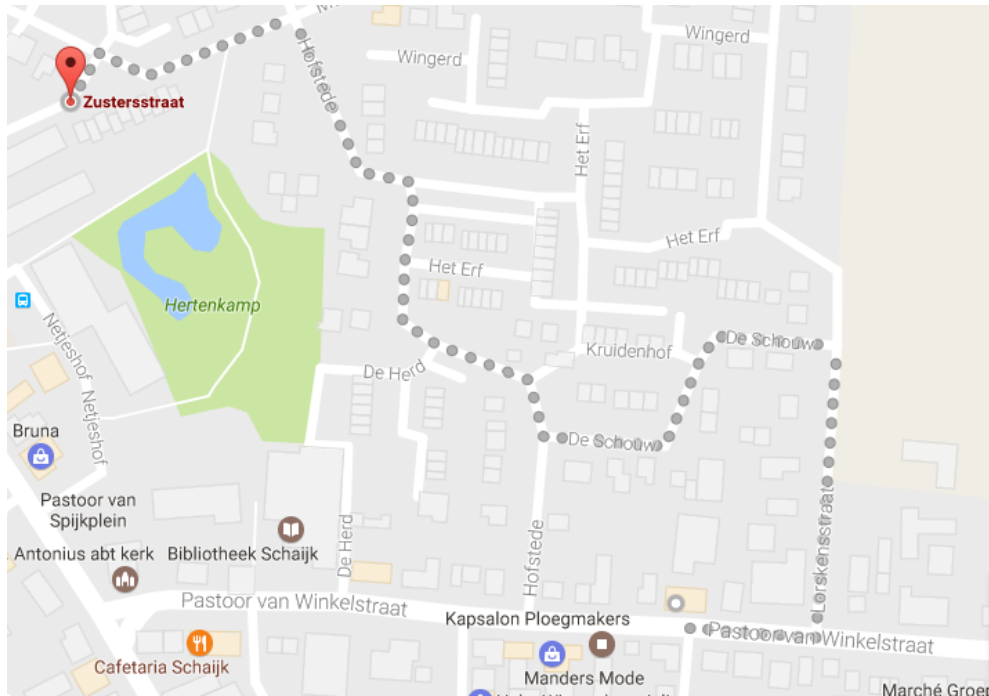 Wingerd
Wingerd
Hofstede
Zustersstraat
Het Erf
Het Erf
Het Erf
Hertenkamp
Netjeshof
Netjeshof
De Herd
Kruidenhof
De Schouw
De Schouw
Bruna
Pastoor van
Spijkplein
Antonius abt kerk
Bibliotheek Schaijk
De Herd
Hofstede
Lorskensstraat
Pastoor van Winkelstraat
Kapsalon Ploegmakers
Pastoor van Winkelstraat
Cafetaria Schaijk
Manders Mode